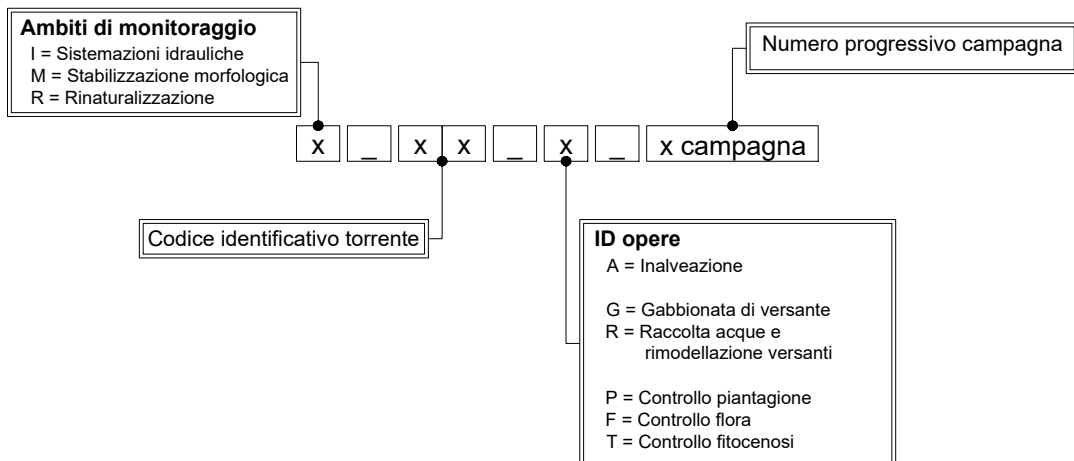 Ambiti di monitoraggio
I = Sistemazioni idrauliche
M = Stabilizzazione morfologica
R = Rinaturalizzazione
Numero progressivo campagna
x _ x x _ x _ x campagna
Codice identificativo torrente
ID opere
A = Inalveazione
G = Gabbionata di versante
R = Raccolta acque e
rimodellazione versanti
P = Controllo piantagione
F = Controllo flora
T = Controllo fitocenosi